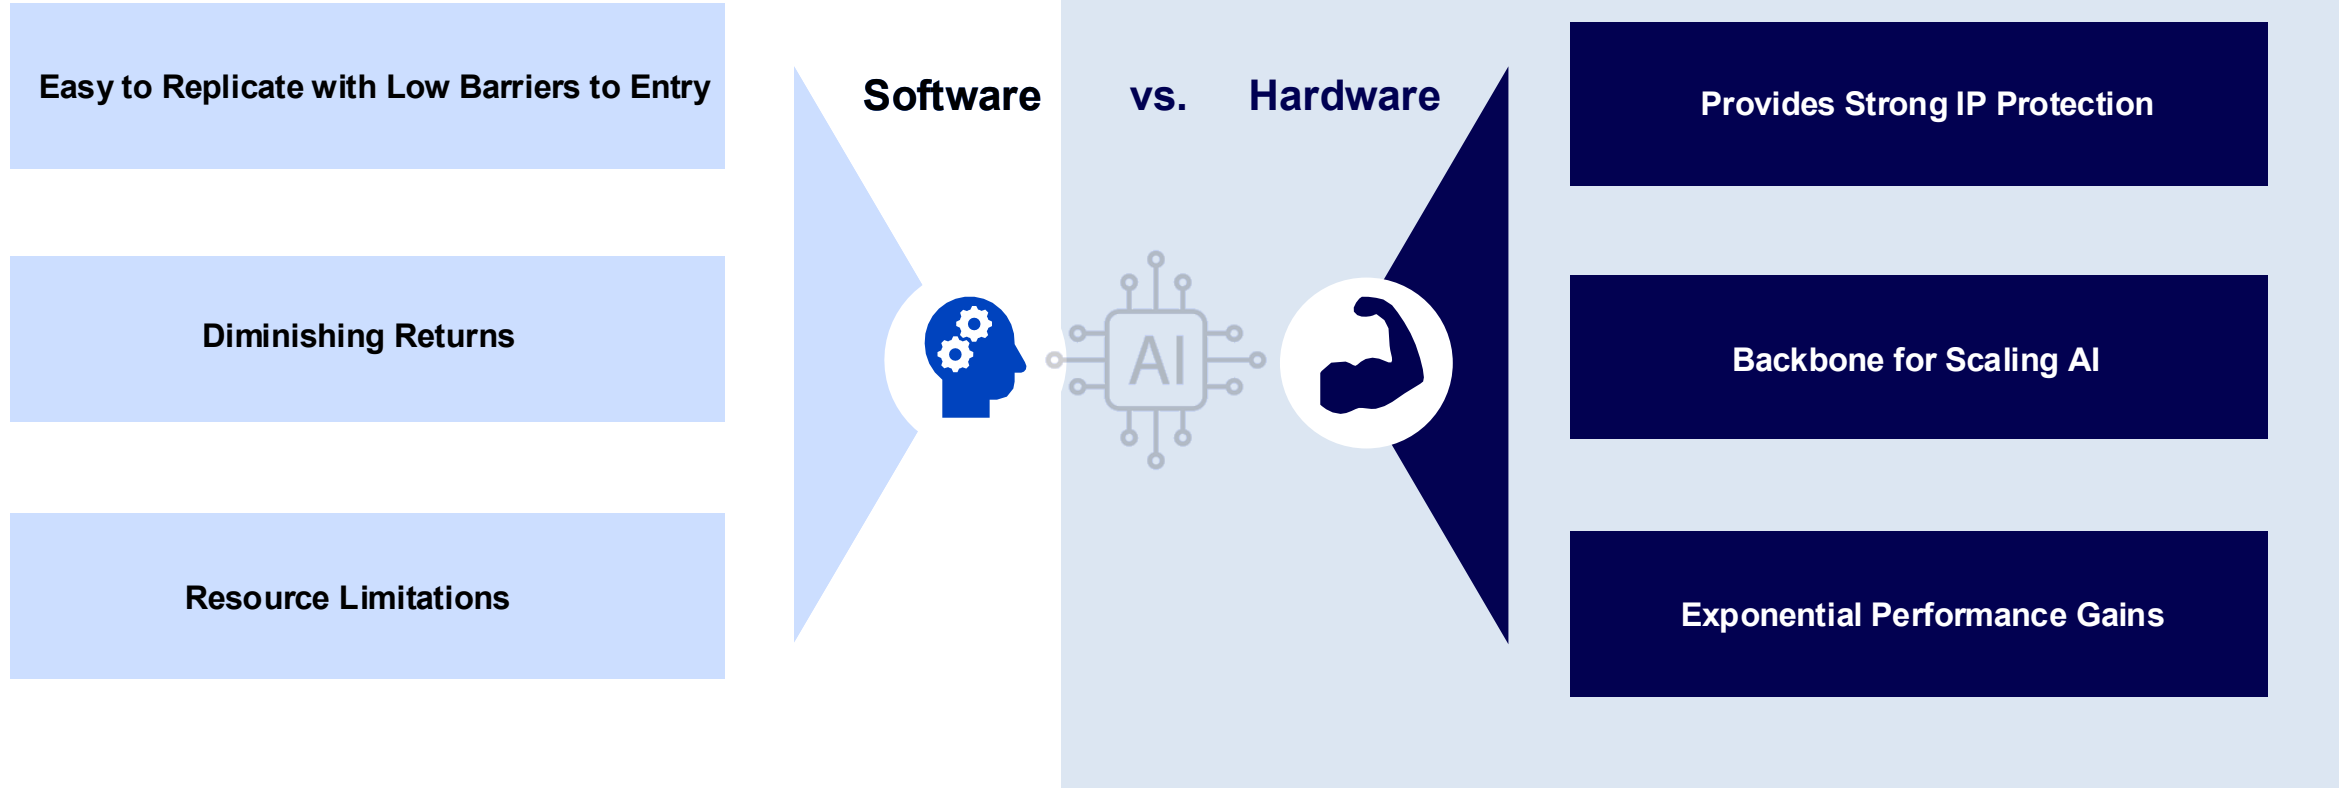 Software vs. Hardware
Easy to Replicate with Low Barriers to Entry
Diminishing Returns
Resource Limitations
AI
Provides Strong IP Protection
Backbone for Scaling AI
Exponential Performance Gains